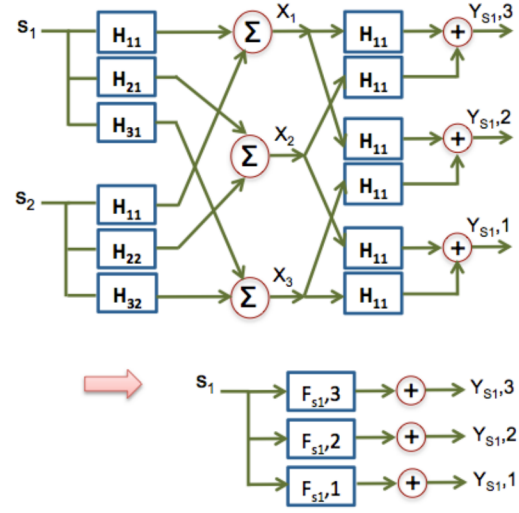 S1
H11
Σ
X1
H11
+
YS1,3
H21
H11
H31
X2
H11
+
YS1,2
Σ
S2
H11
H11
H22
H11
+
YS1,1
H32
Σ
X3
H11
S1
Fs1,3
+
YS1,3
Fs1,2
+
YS1,2
Fs1,1
+
YS1,1